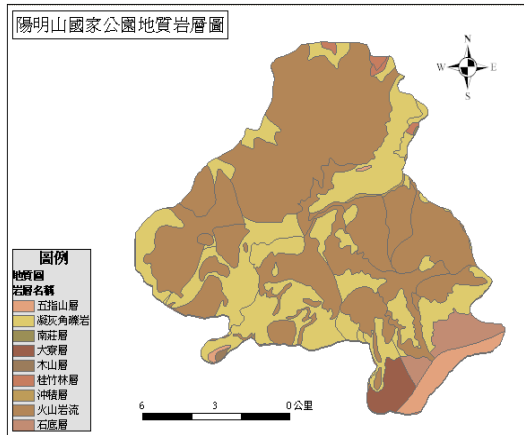 陽明山國家公園地質岩層圖
N
W E
S
圖例
地質圖
岩層名稱
五指山層
凝灰角礫岩
南莊層
大寮層
木山層
桂竹林層
沖積層
火山岩流
石底層
6 3 0 公里